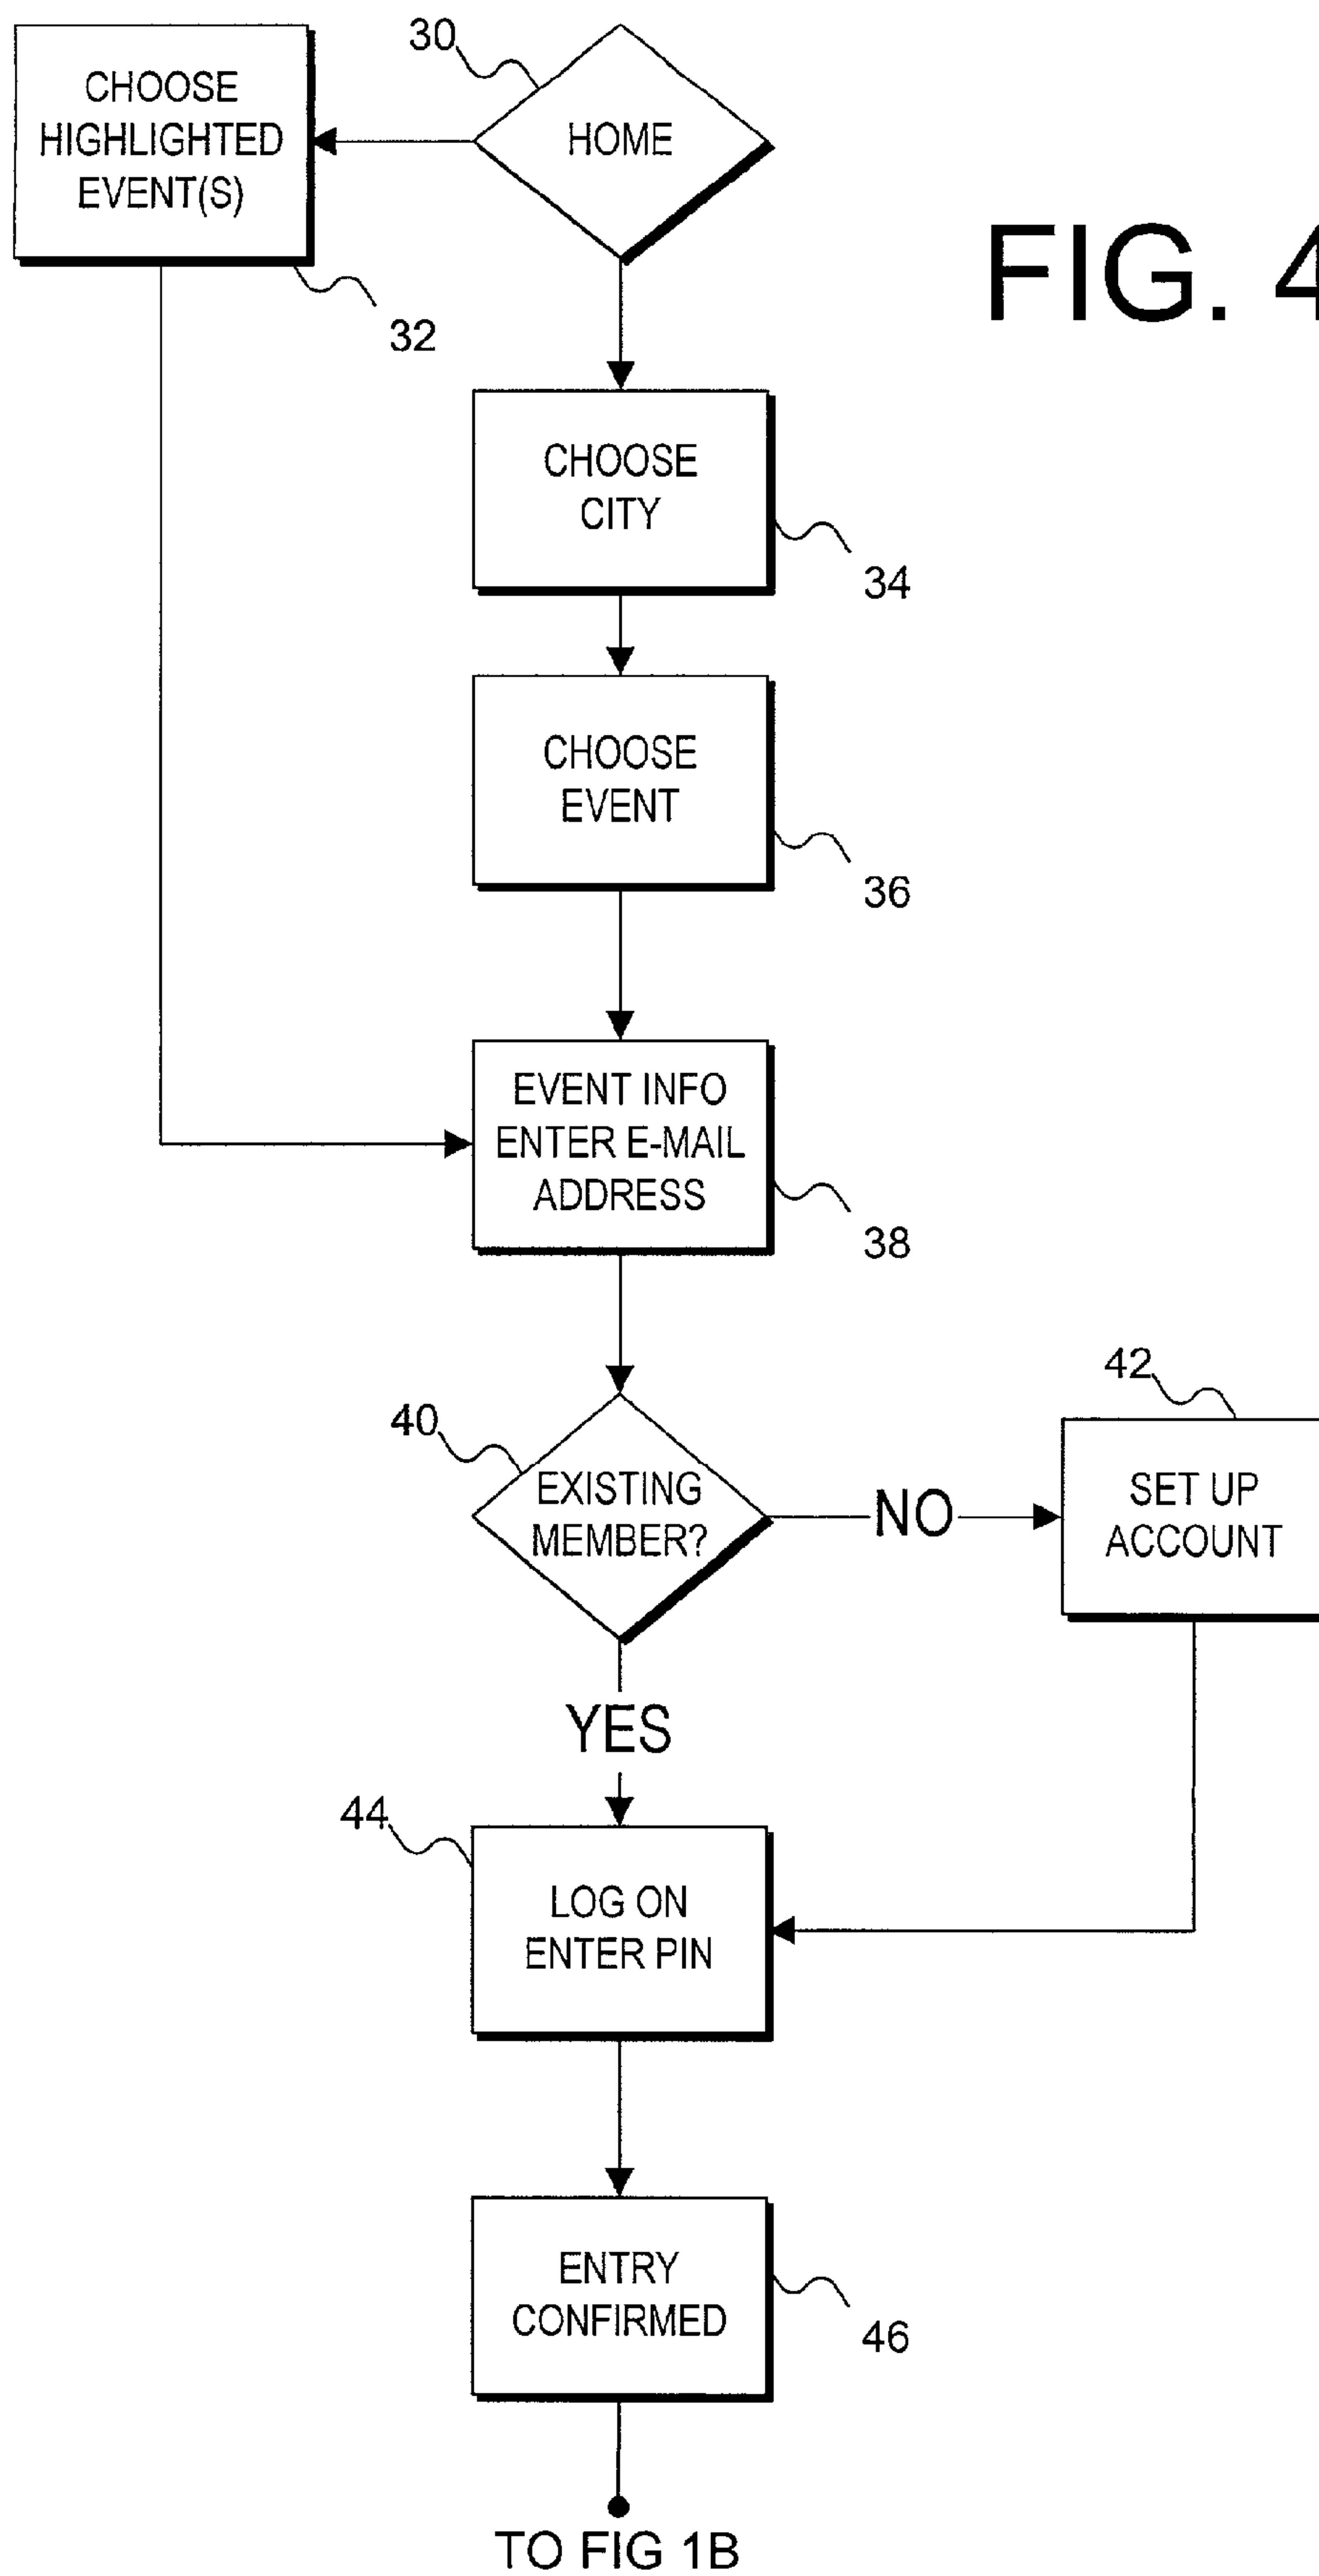 30
CHOOSE
HIGHLIGHTED
EVENT(S)
HOME
FIG. 4
32
CHOOSE
CITY
34
CHOOSE
EVENT
36
EVENT INFO
ENTER E-MAIL
ADDRESS
38
42
40
EXISTING
MEMBER?
NO
SET UP
ACCOUNT
YES
44
LOG ON
ENTER PIN
ENTRY
CONFIRMED
46
TO FIG 1B